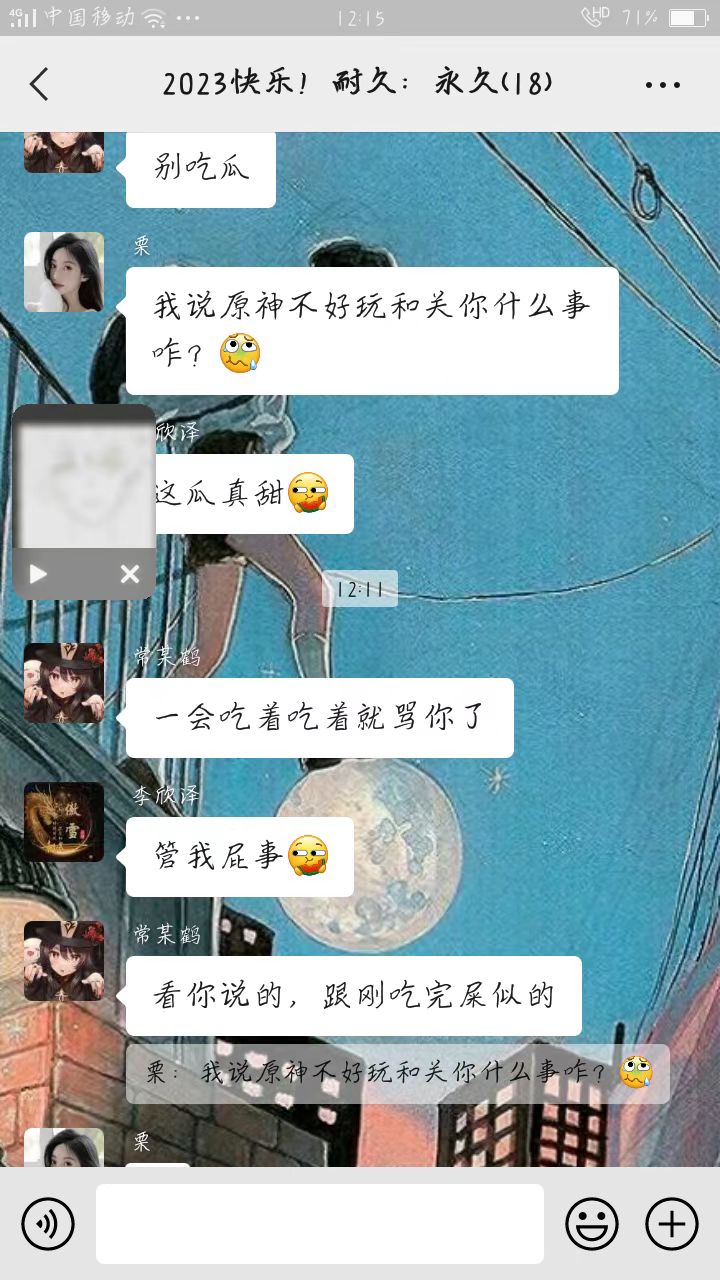 4G 中国移动 ... 12:15 HD 71%
2023快乐！耐久：永久(18)
别吃瓜
栗
我说原神不好玩和关你什么事
咋？
欣泽
这瓜真甜
12:11
常某鹤
一会吃着吃着就骂你了
李欣泽
管我屁事
常某鹤
看你说的，跟刚吃完屎似的
栗：我说原神不好玩和关你什么事咋？
栗